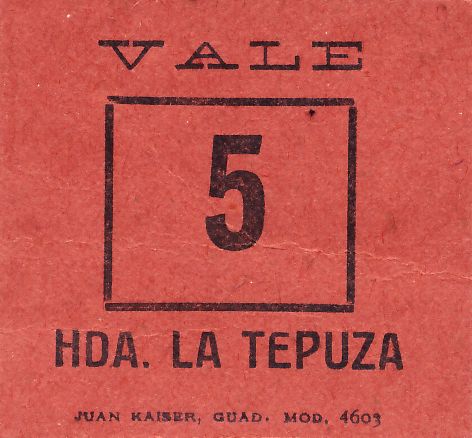 VALE
5
HDA. LA TEPUZA
JUAN KAISER, GUAD. MOD. 4603